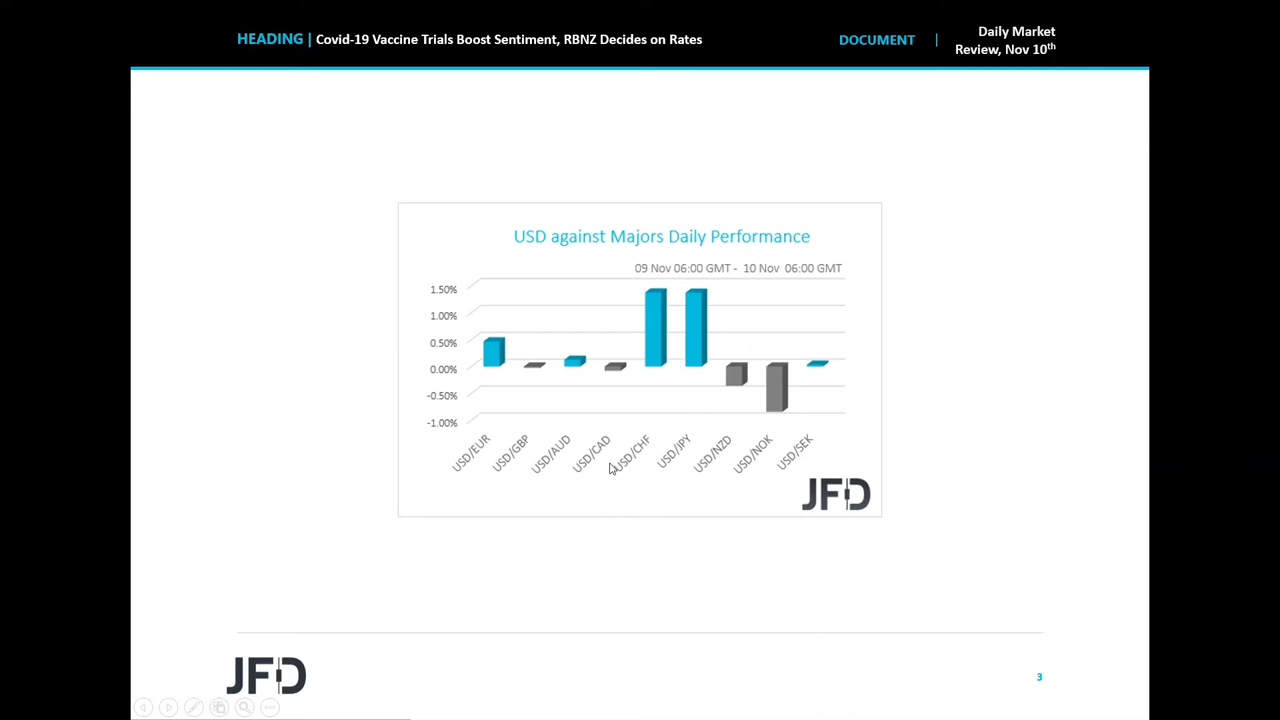 HEADING | Covid-19 Vaccine Trials Boost Sentiment, RBNZ Decides on Rates
DOCUMENT | Daily Market
Review, Nov 10th
USD against Majors Daily Performance
09 Nov 06:00 GMT - 10 Nov 06:00 GMT
1.50%
1.00%
0.50%
0.00%
-0.50%
-1.00%
USD/EUR
USD/GBP
USD/AUD
USD/CAD
USD/CHF
USD/JPY
USD/NZD
USD/NOK
USD/SEK
JFD
JFD
3